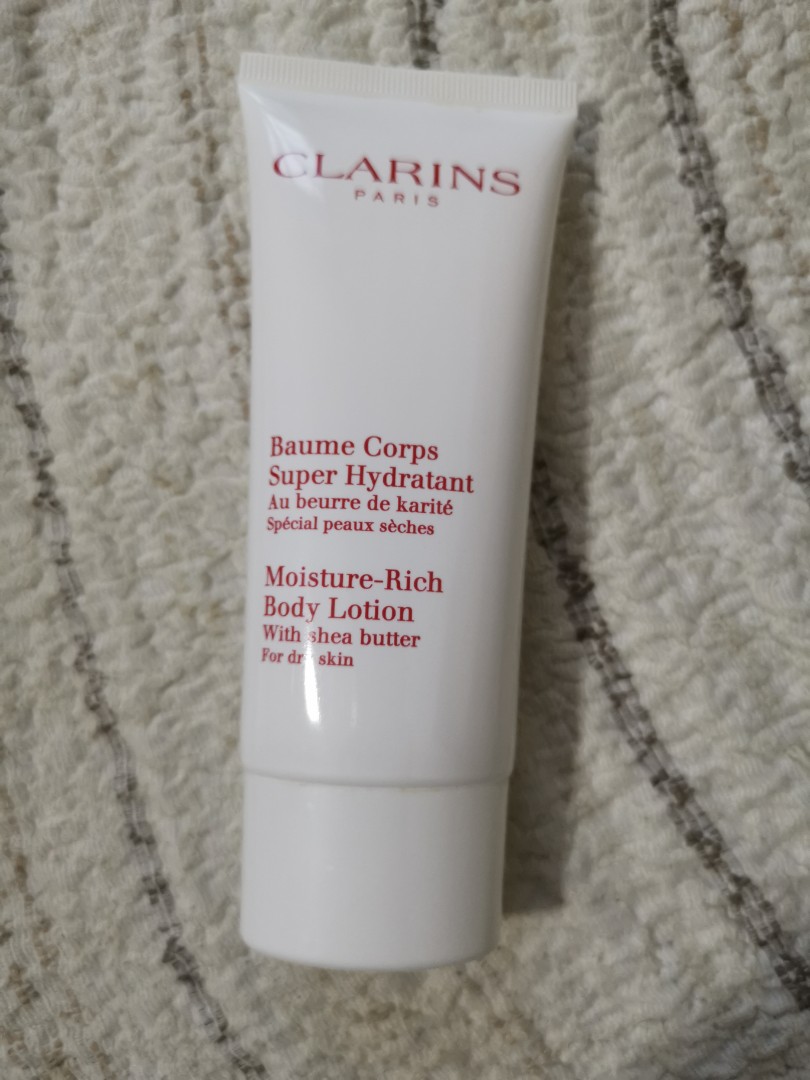 CLARINS
PARIS
Baume Corps
Super Hydratant
Au beurre de karité
Spécial peaux sèches
Moisture-Rich
Body Lotion
With shea butter
For dry skin